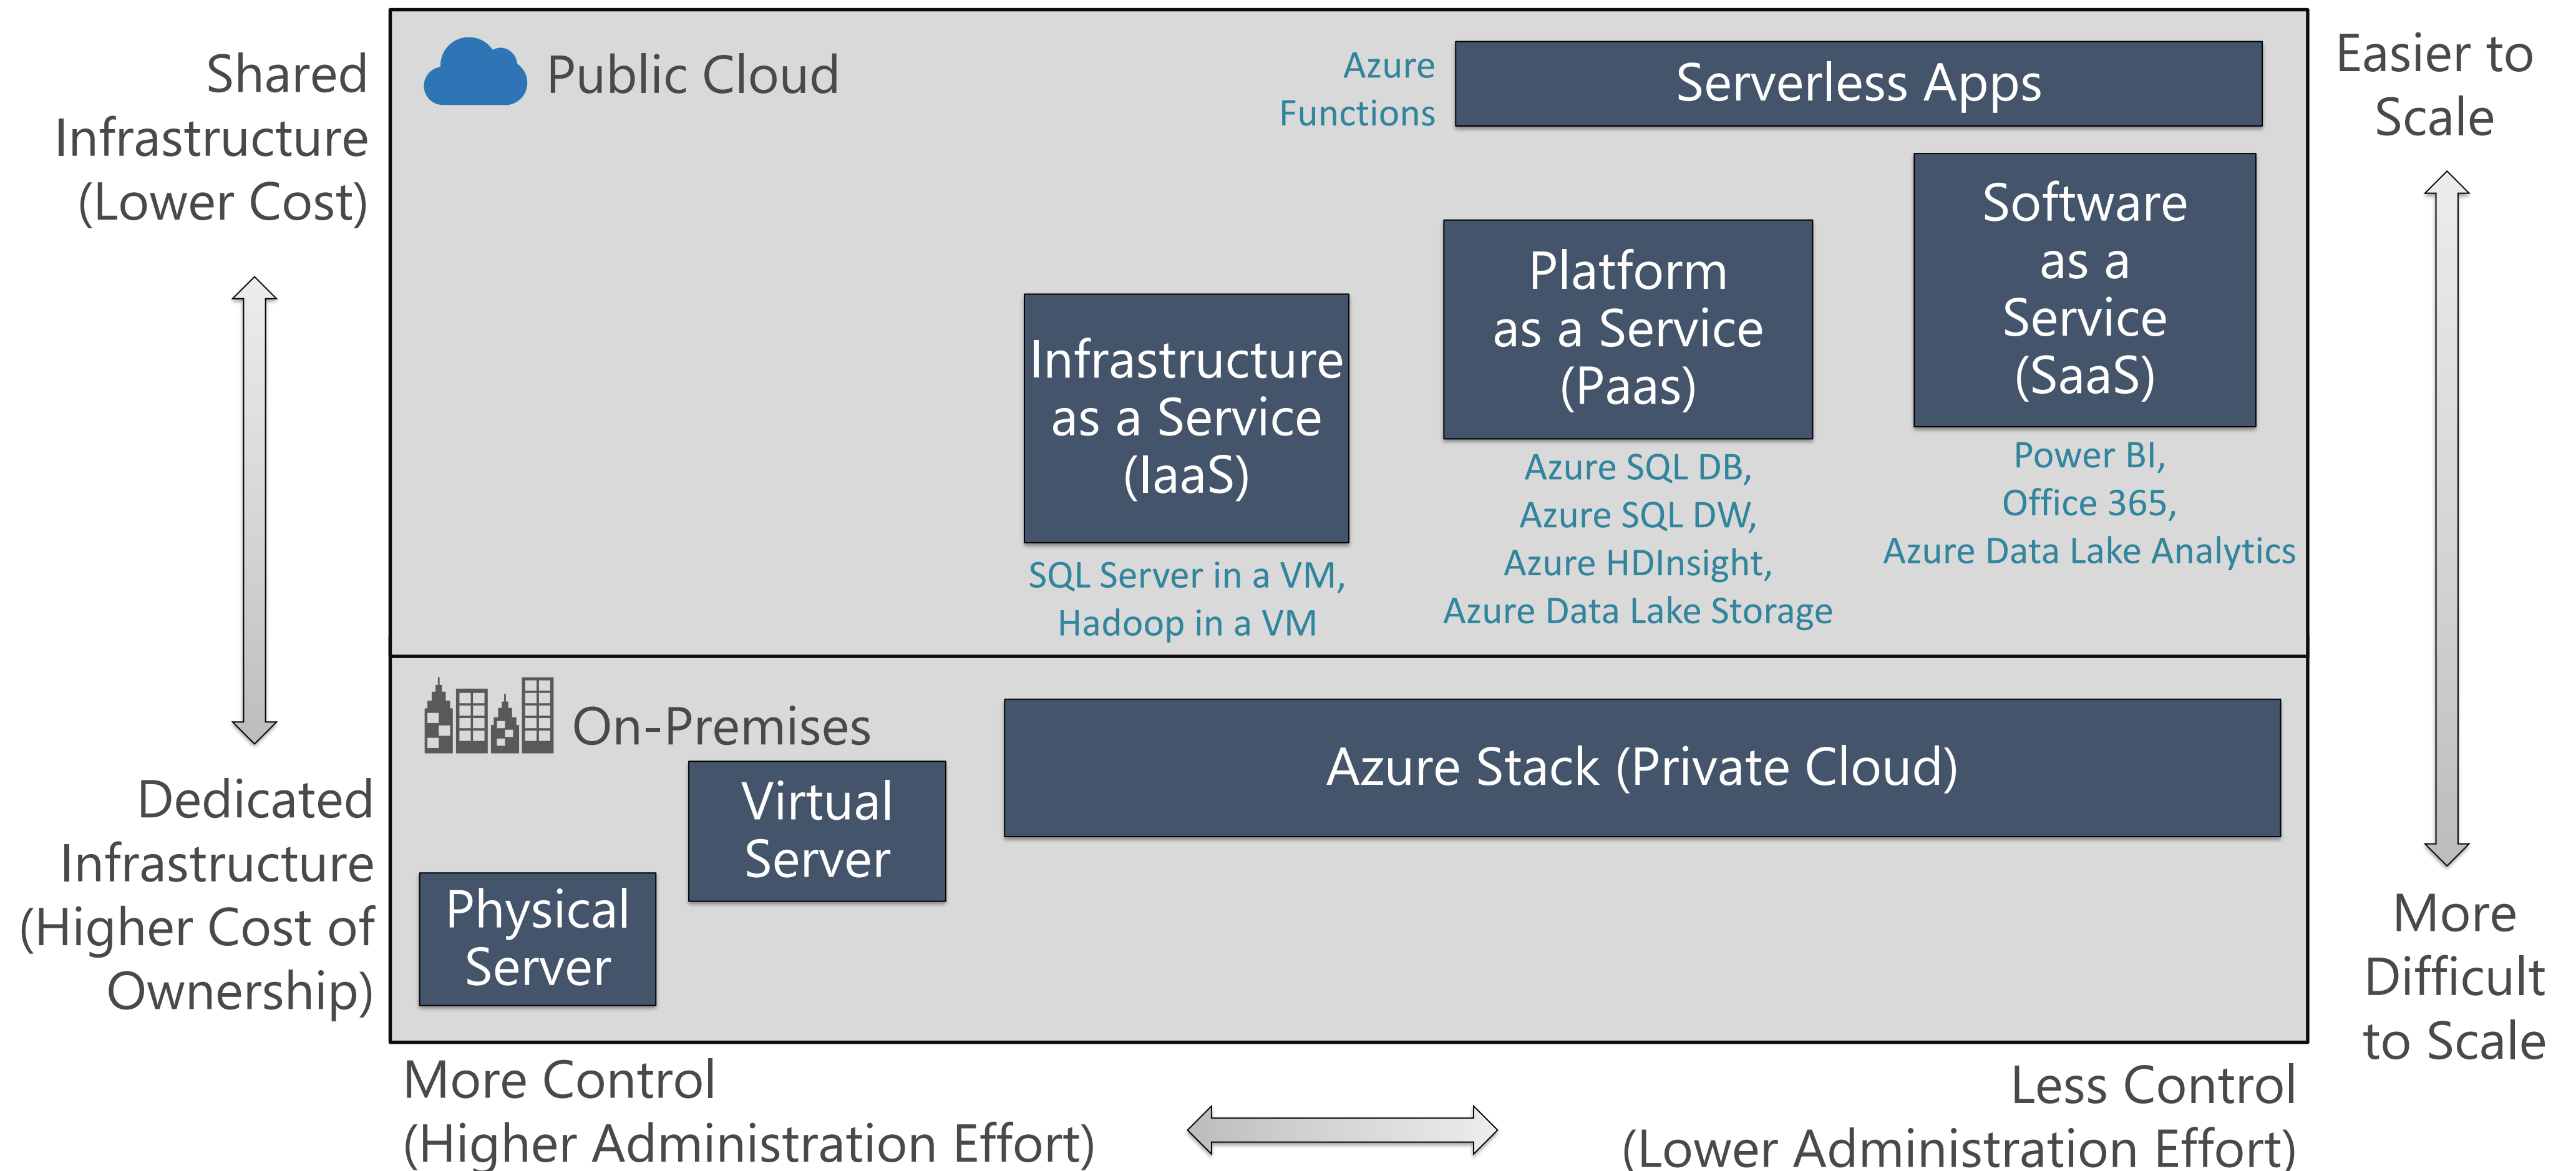 Shared
Infrastructure
(Lower Cost)
Public Cloud
Azure
Functions
Serverless Apps
Easier to
Scale
Infrastructure
as a Service
(IaaS)
SQL Server in a VM,
Hadoop in a VM
Platform
as a Service
(Paas)
Azure SQL DB,
Azure SQL DW,
Azure HDInsight,
Azure Data Lake Storage
Software
as a
Service
(SaaS)
Power BI,
Office 365,
Azure Data Lake Analytics
Dedicated
Infrastructure
(Higher Cost of
Ownership)
On-Premises
Physical
Server
Virtual
Server
Azure Stack (Private Cloud)
More
Difficult
to Scale
More Control
(Higher Administration Effort)
Less Control
(Lower Administration Effort)